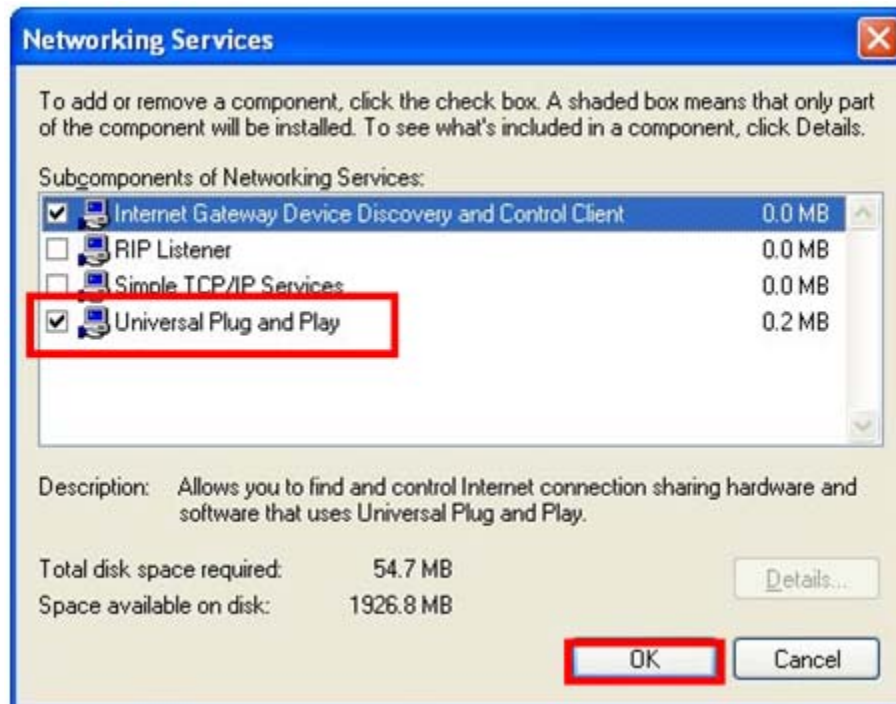 Networking Services
To add or remove a component, click the check box. A shaded box means that only part
of the component will be installed. To see what's included in a component, click Details.
Subcomponents of Networking Services:
Internet Gateway Device Discovery and Control Client 0.0 MB
RIP Listener 0.0 MB
Simple TCP/IP Services 0.0 MB
Universal Plug and Play 0.2 MB
Description: Allows you to find and control Internet connection sharing hardware and
software that uses Universal Plug and Play.
Total disk space required: 54.7 MB
Space available on disk: 1926.8 MB
Details...
OK Cancel